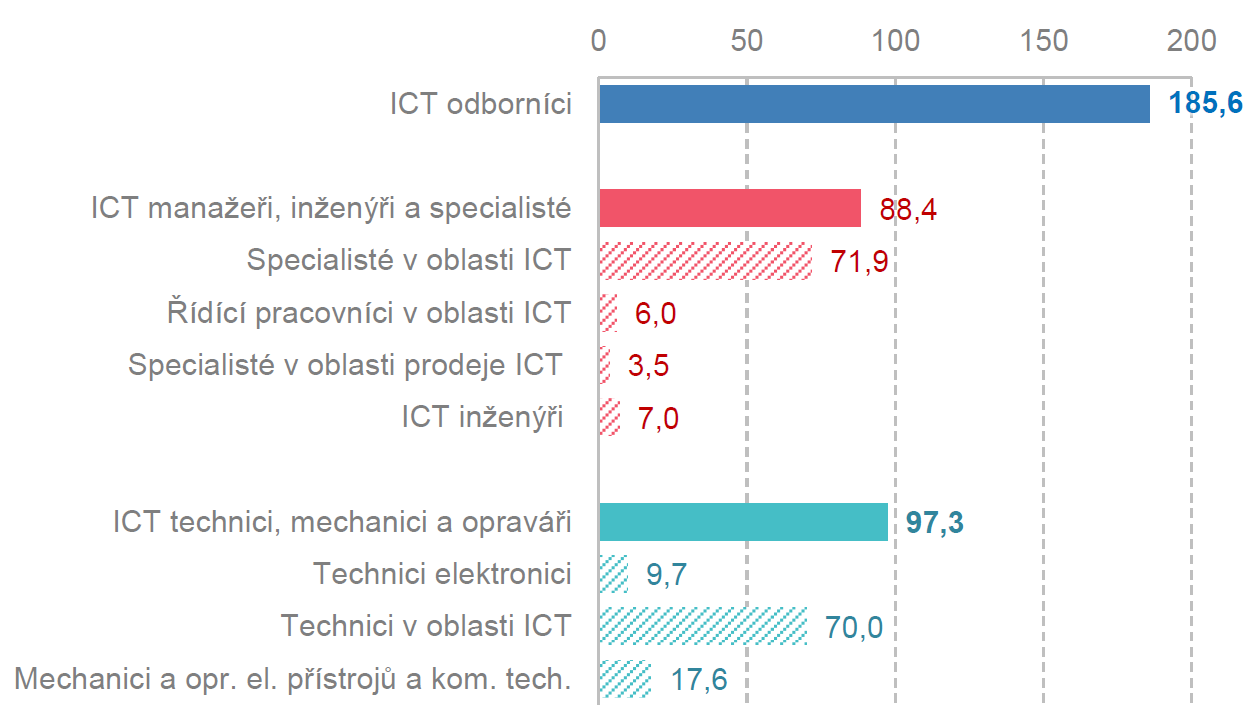 0 50 100 150 200
ICT odborníci 185,6
ICT manažeři, inženýři a specialisté 88,4
Specialisté v oblasti ICT 71,9
Řídící pracovníci v oblasti ICT 6,0
Specialisté v oblasti prodeje ICT 3,5
ICT inženýři 7,0
ICT technici, mechanici a opraváři 97,3
Technici elektronici 9,7
Technici v oblasti ICT 70,0
Mechanici a opr. el. přístrojů a kom. tech. 17,6